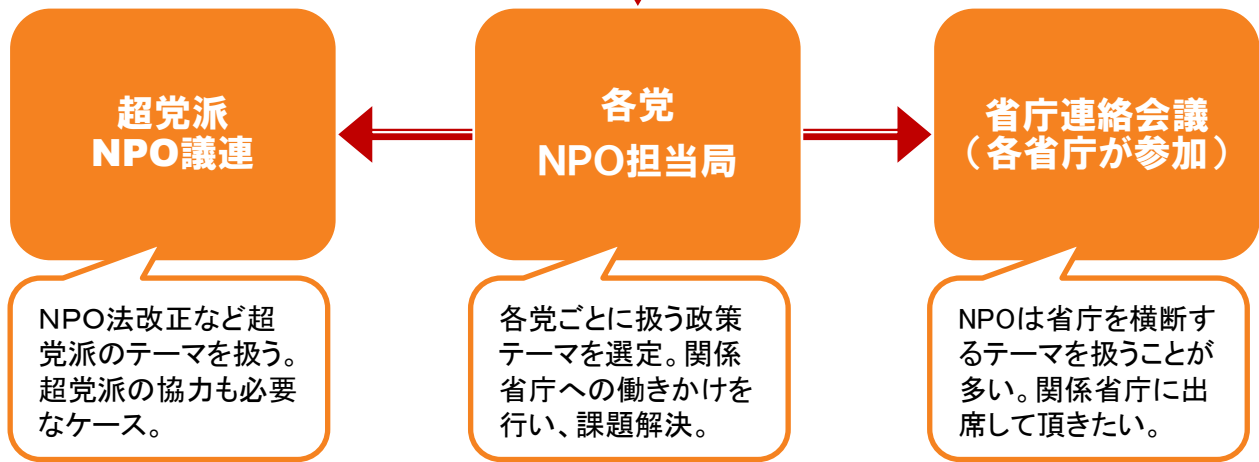 超党派
NPO議連
各党
NPO担当局
省庁連絡会議
（各省庁が参加）
NPO法改正など超
党派のテーマを扱う。
超党派の協力も必要
なケース。
各党ごとに扱う政策
テーマを選定。関係
省庁への働きかけを
行い、課題解決。
NPOは省庁を横断す
るテーマを扱うことが
多い。関係省庁に出
席して頂きたい。